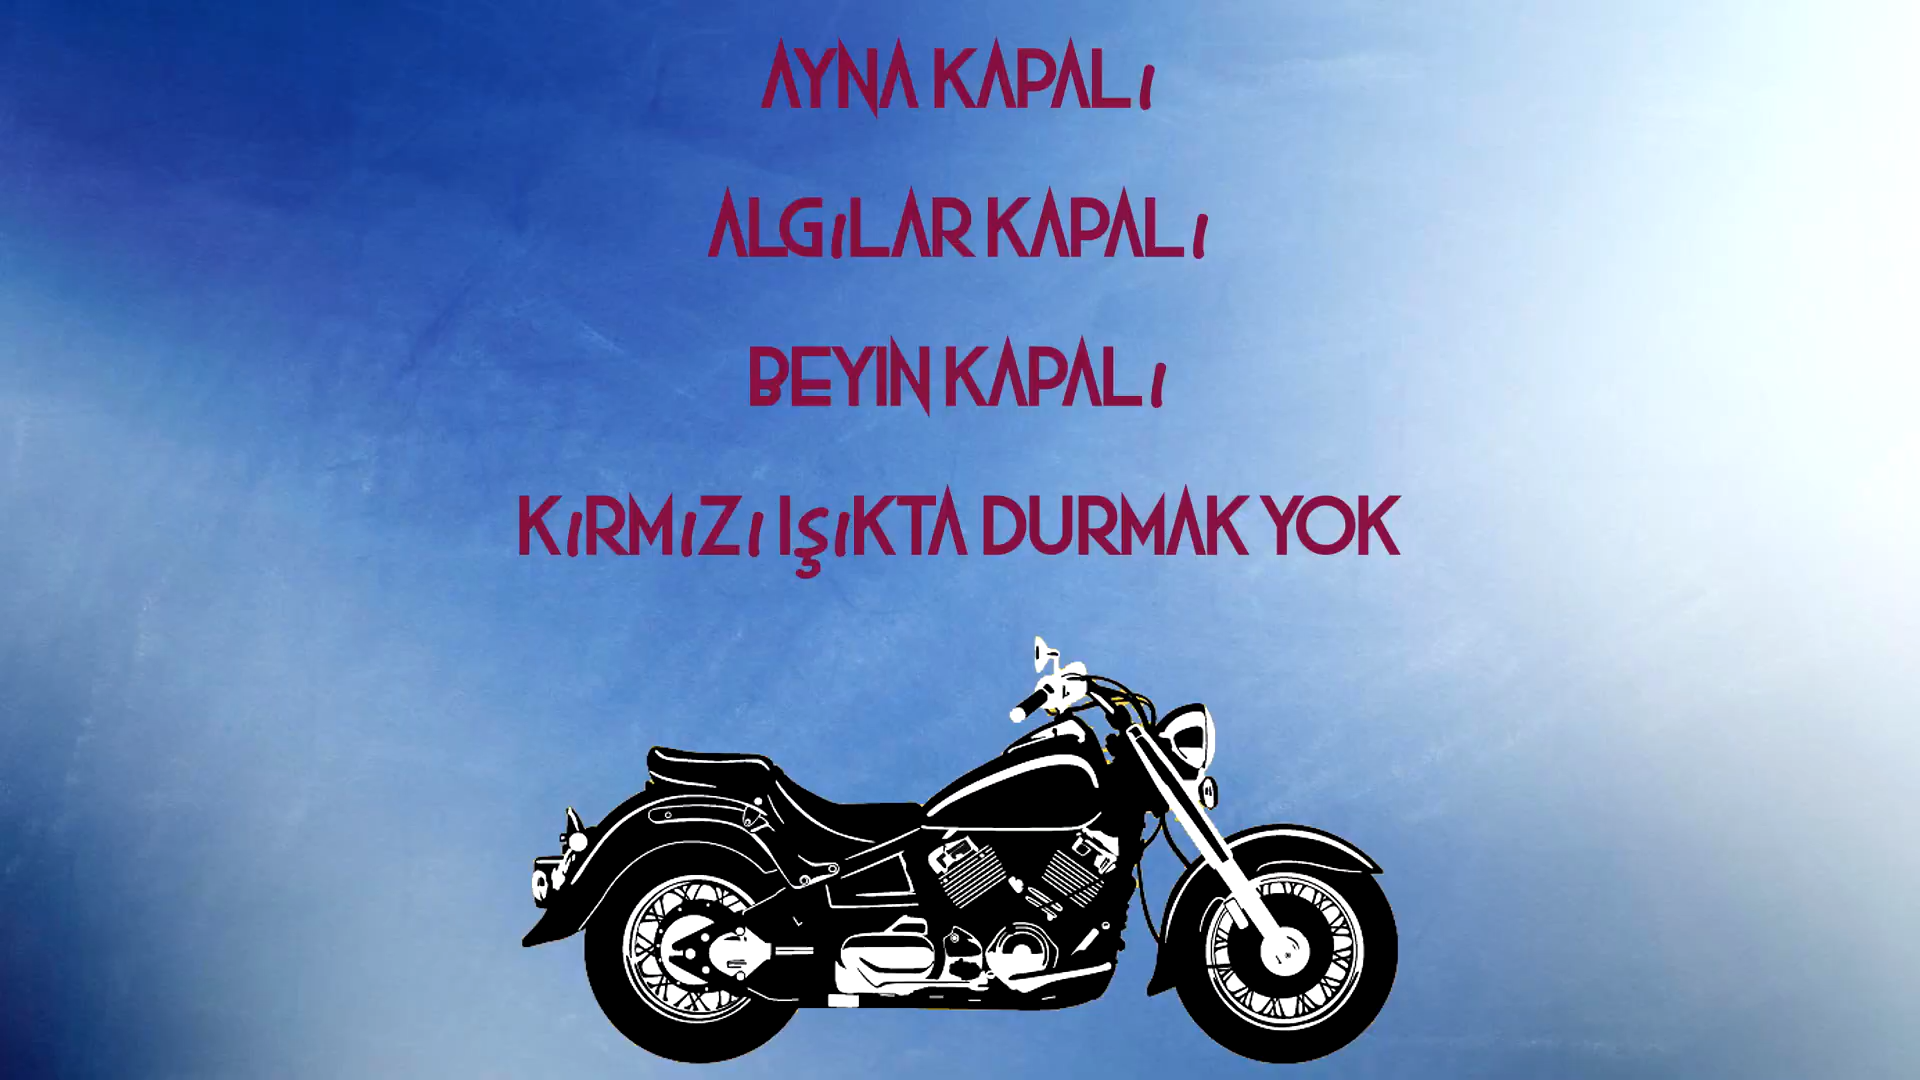 AYNA KAPALI
ALGILAR KAPALI
BEYIN KAPALI
KIRMIZI IŞIKTA DURMAK YOK